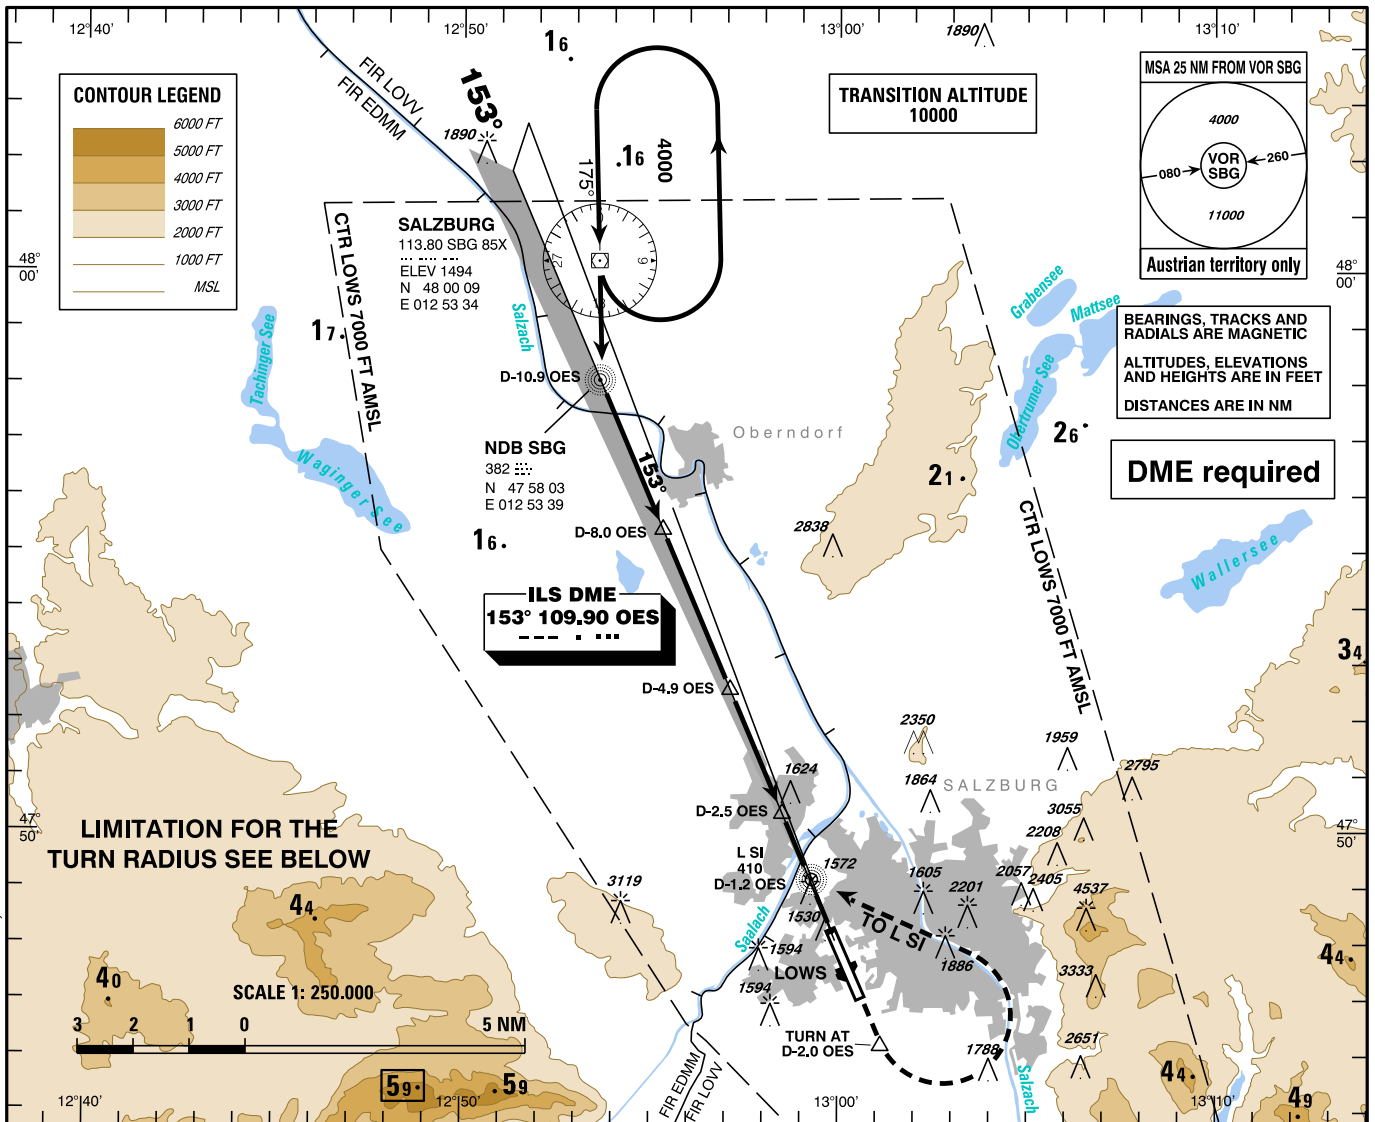 12°40'
12°50'
13°00'
13°10'
CONTOUR LEGEND
6000 FT
5000 FT
4000 FT
3000 FT
2000 FT
1000 FT
MSL
FIR LOVV
FIR EDMM
153°
1890
16
1890
TRANSITION ALTITUDE
10000
MSA 25 NM FROM VOR SBG
4000
VOR
SBG
080
260
11000
Austrian territory only
16
4000
175°
SALZBURG
113.80 SBG 85X
ELEV 1494
N 48 00 09
E 012 53 34
27
9
18
48°
00'
48°
00'
CTR LOWS 7000 FT AMSL
Salzach
17
Tachinger See
Waginger See
Grabensee
Mattsee
Obertrumer See
BEARINGS, TRACKS AND
RADIALS ARE MAGNETIC
ALTITUDES, ELEVATIONS
AND HEIGHTS ARE IN FEET
DISTANCES ARE IN NM
D-10.9 OES
NDB SBG
382
N 47 58 03
E 012 53 39
153°
Oberndorf
26
21
DME required
D-8.0 OES
16
2838
CTR LOWS 7000 FT AMSL
Wallersee
ILS DME
153° 109.90 OES
34
D-4.9 OES
2350
1959
1624
1864
SALZBURG
2795
D-2.5 OES
3055
47°
50'
47°
50'
LIMITATION FOR THE
TURN RADIUS SEE BELOW
L SI
410
D-1.2 OES
1572
2208
3119
1605
2201
2057
2405
4537
44
1530
TO L SI
Saalach
1594
1886
LOWS
44
40
SCALE 1: 250.000
1594
3333
3
2
1
0
5 NM
TURN AT
D-2.0 OES
1788
2651
59
59
FIR EDMM
FIR LOVV
Salzach
44
49
12°40'
12°50'
13°00'
13°10'